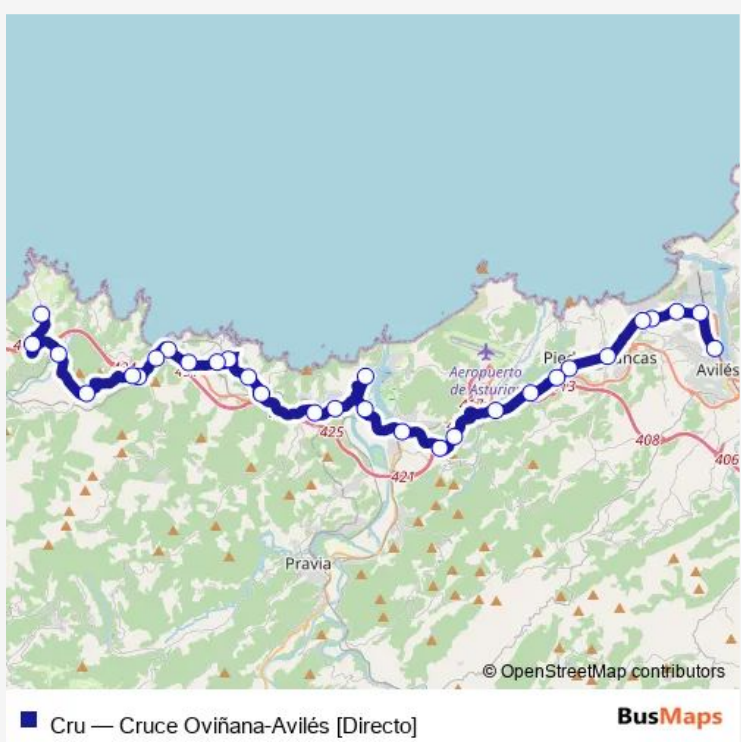 Aeropuerto
de Asturias
Avilés
408
406
425
421
Pravia
© OpenStreetMap contributors
Cru — Cruce Oviñana-Avilés [Directo]
BusMaps